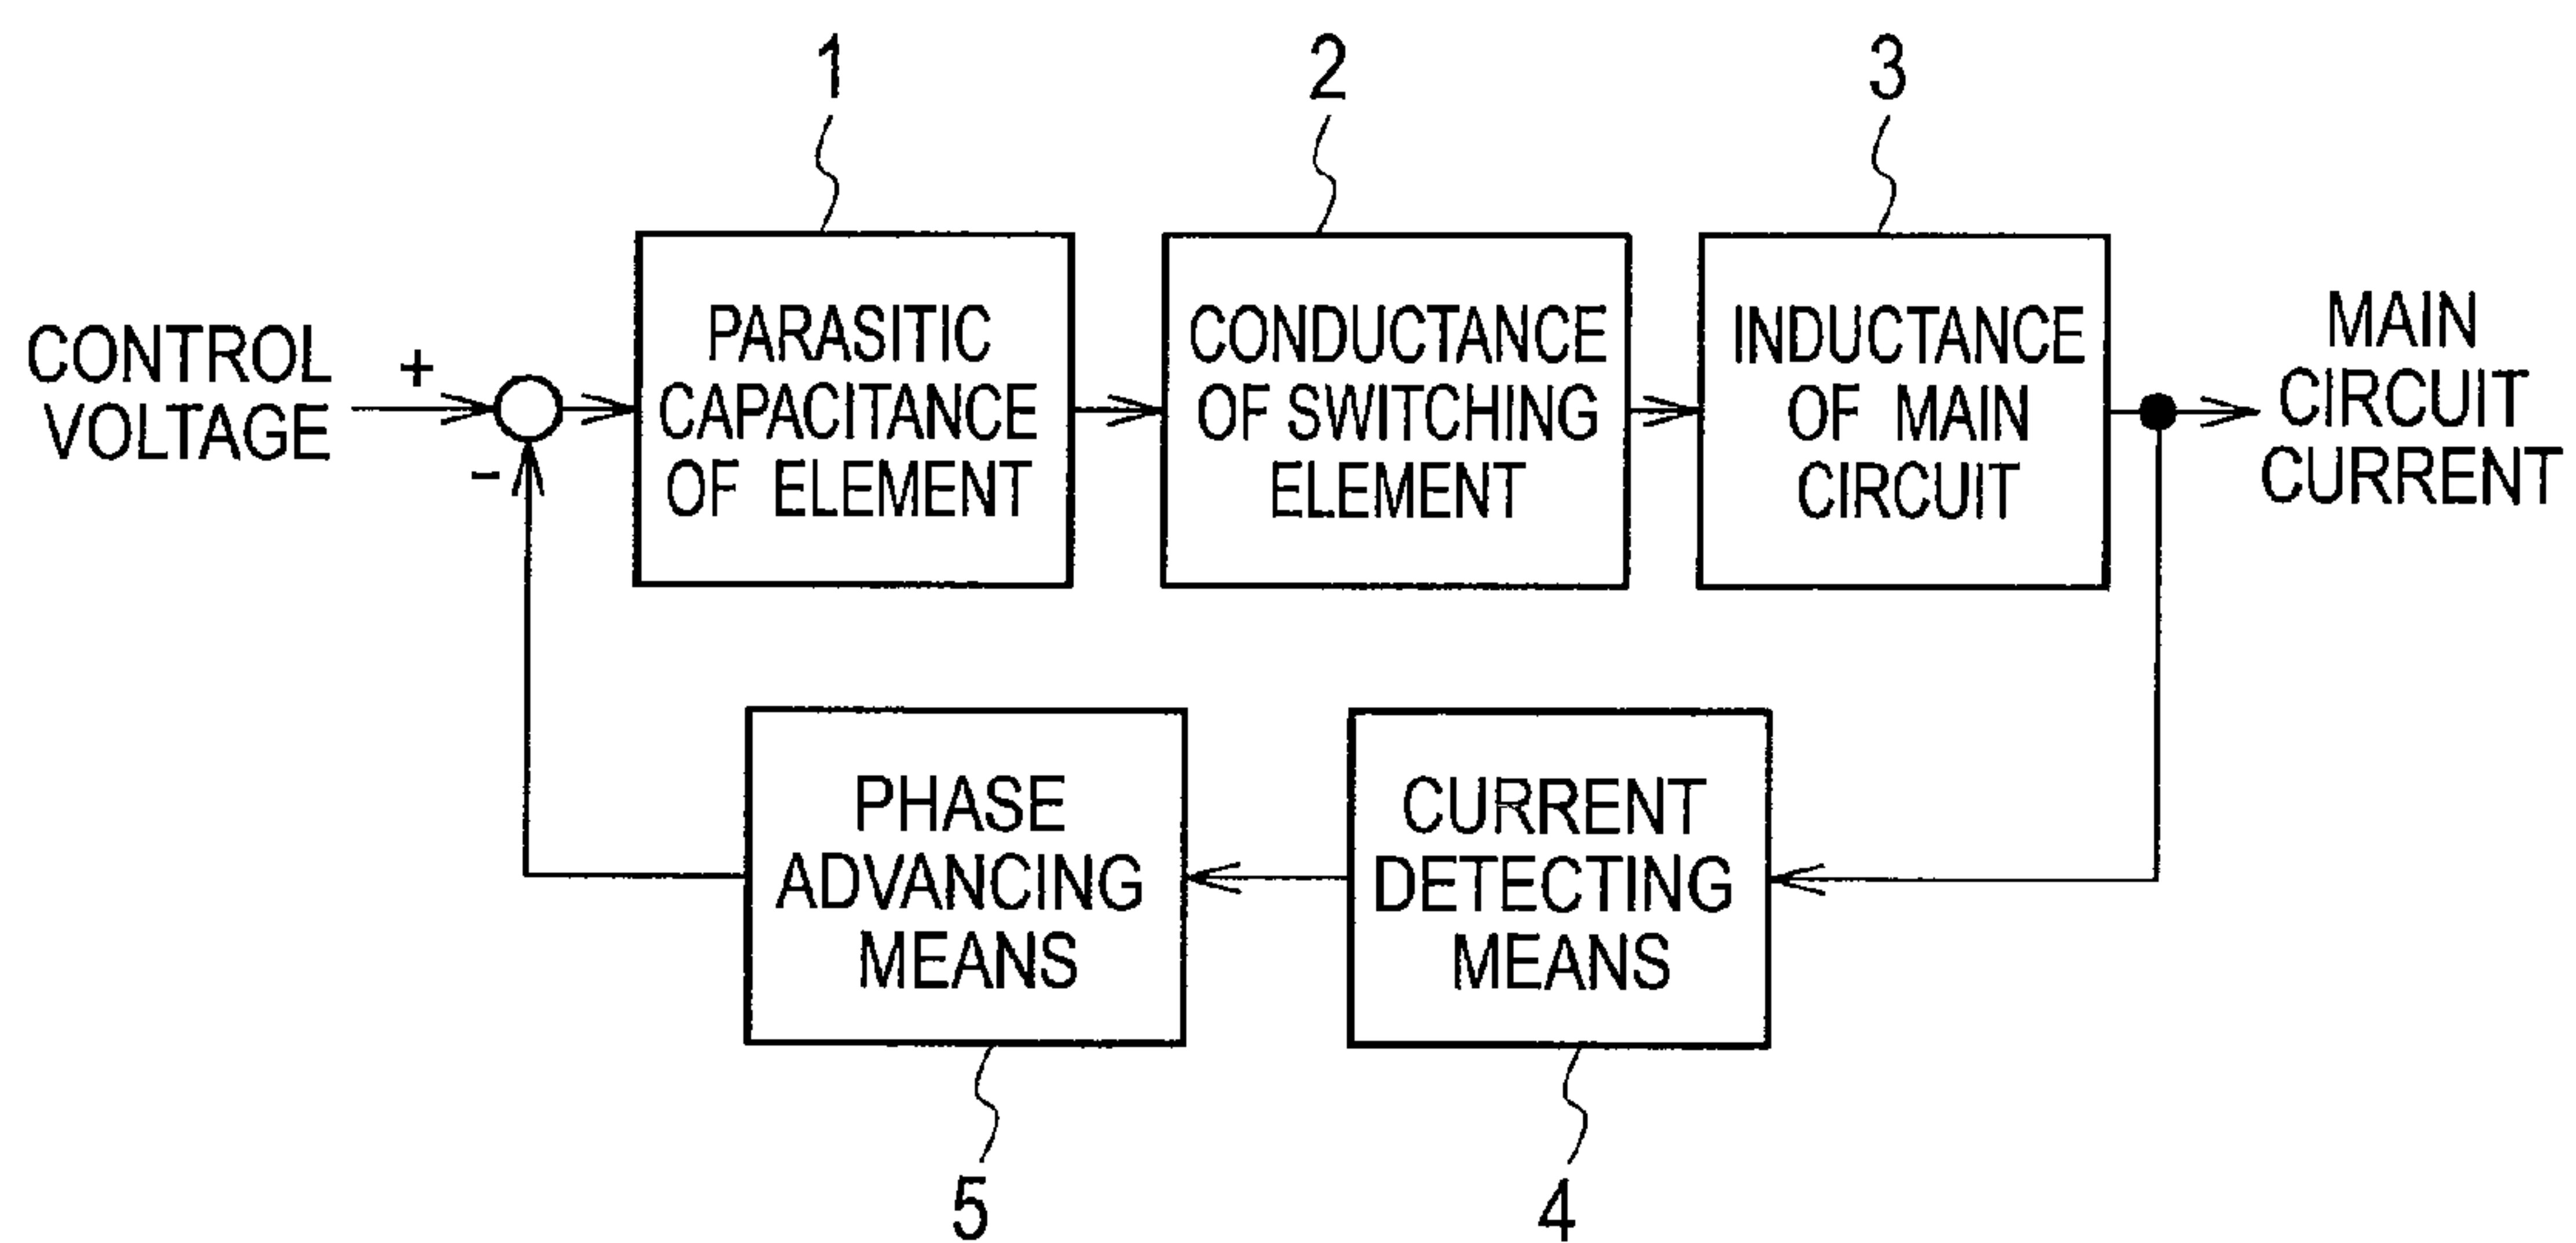 1
2
3
CONTROL
VOLTAGE
+
-
PARASITIC
CAPACITANCE
OF ELEMENT
CONDUCTANCE
OF SWITCHING
ELEMENT
INDUCTANCE
OF MAIN
CIRCUIT
MAIN
CIRCUIT
CURRENT
PHASE
ADVANCING
MEANS
CURRENT
DETECTING
MEANS
5
4